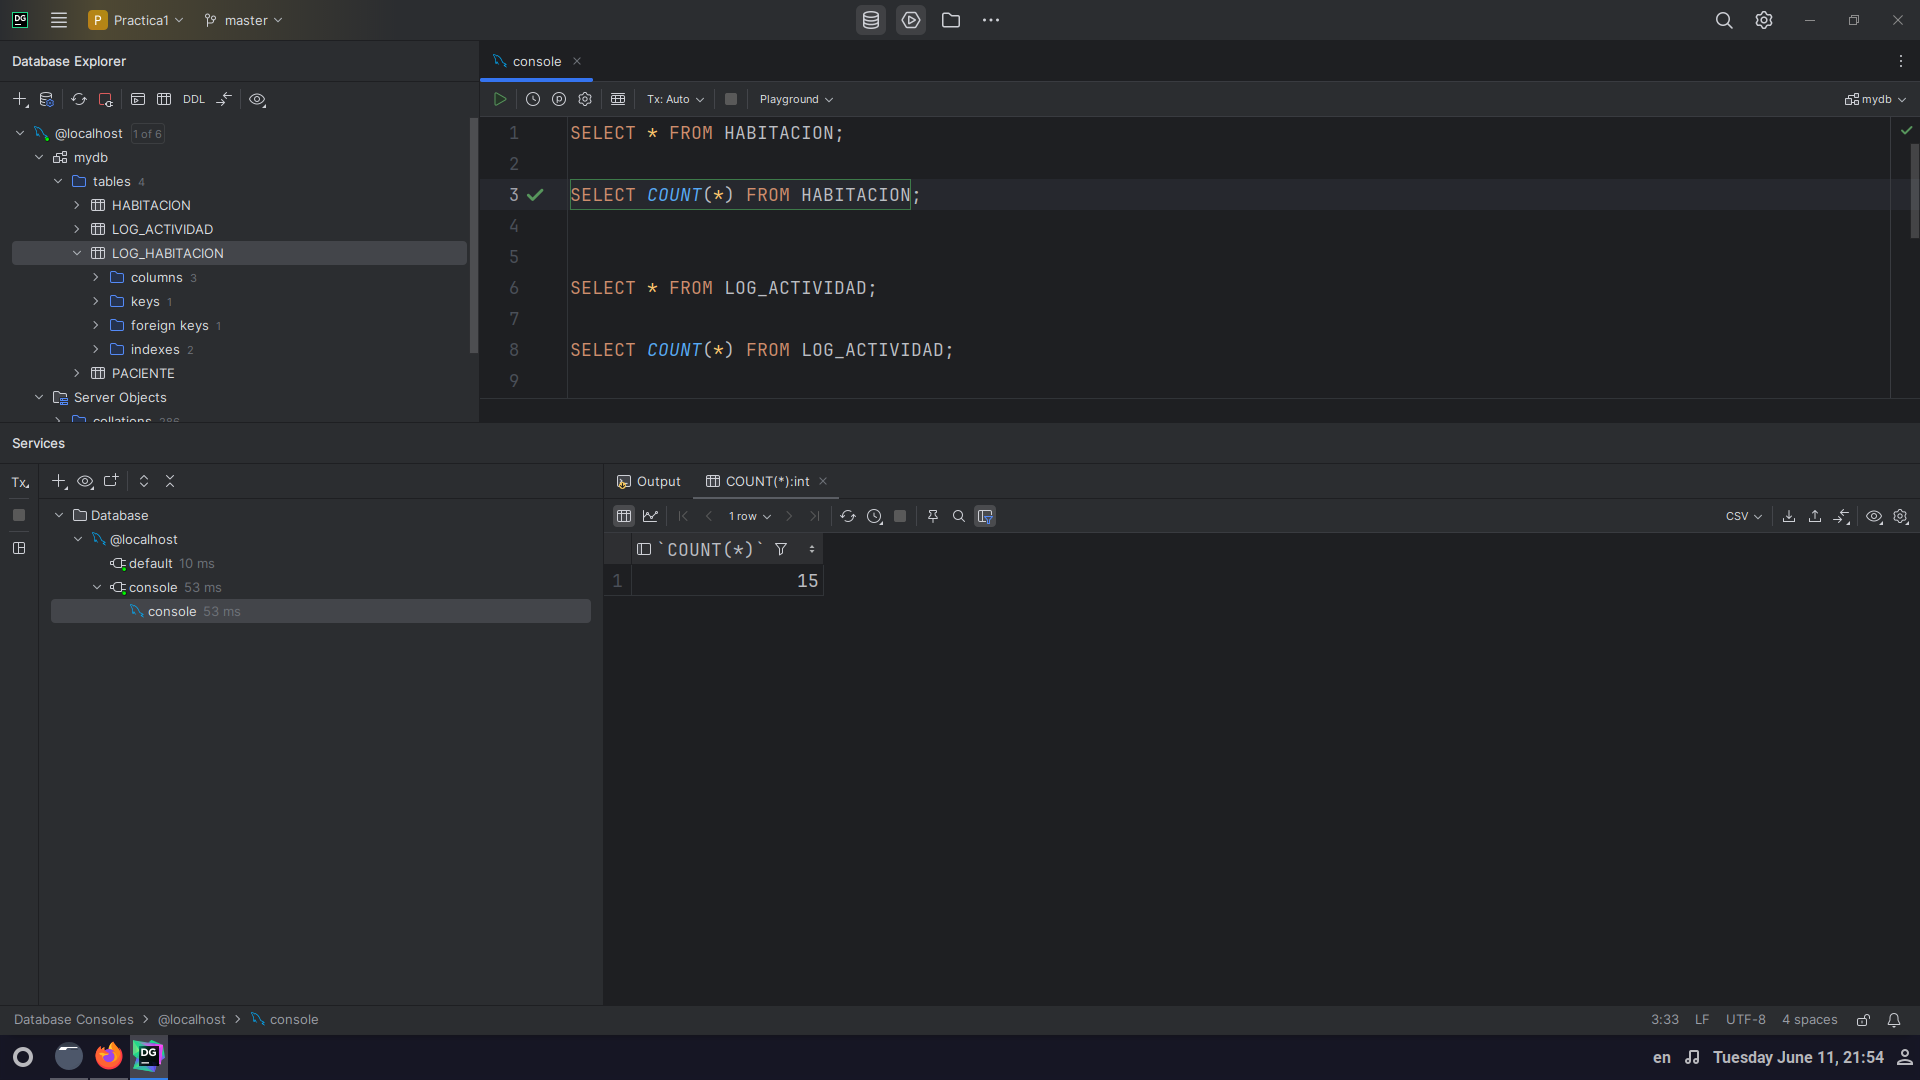 DG
P
Practica1
master
Database Explorer
console
DDL
Tx: Auto
Playground
mydb
@localhost 1 of 6
mydb
tables 4
HABITACION
LOG_ACTIVIDAD
LOG_HABITACION
columns 3
keys 1
foreign keys 1
indexes 2
PACIENTE
Server Objects
collations 286
1 SELECT * FROM HABITACION;
2
3 SELECT COUNT(*) FROM HABITACION;
4
5
6 SELECT * FROM LOG_ACTIVIDAD;
7
8 SELECT COUNT(*) FROM LOG_ACTIVIDAD;
9
Services
Tx
Database
@localhost
default 10 ms
console 53 ms
console 53 ms
Output
COUNT(*):int
1 row
CSV
`COUNT(*)`
1 15
Database Consoles > @localhost > console
3:33 LF UTF-8 4 spaces
DG
en
Tuesday June 11, 21:54